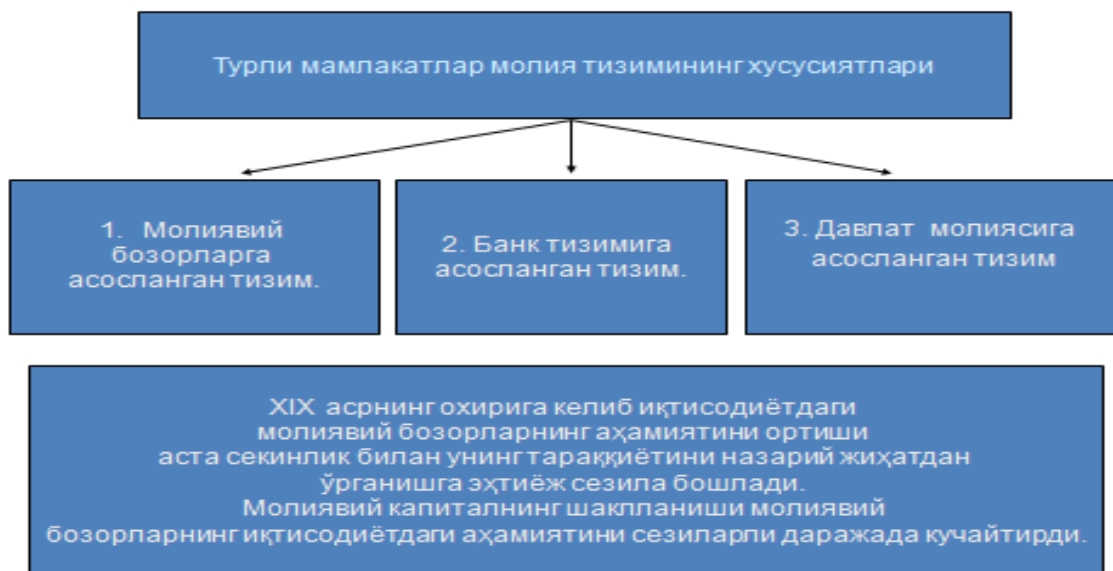 Турли мамлакатлар молия тизимининг хусусиятлари
1. Молиявий
бозорларга
асосланган тизим.
2. Банк тизимига
асосланган тизим.
3. Давлат молиясига
асосланган тизим
XIX асрнинг охирига келиб иқтисодиётдаги
молиявий бозорларнинг аҳамиятини ортиши
аста секинлик билан унинг тараққиётини назарий жиҳатдан
ўрганишга эҳтиёж сезила бошлади.
Молиявий капиталнинг шаклланиши молиявий
бозорларнинг иқтисодиётдаги аҳамиятини сезиларли даражада кучайтирди.